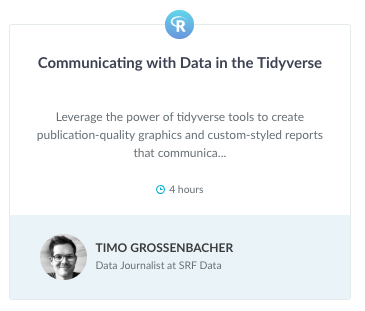 R
Communicating with Data in the Tidyverse
Leverage the power of tidyverse tools to create
publication-quality graphics and custom-styled reports
that communica...
4 hours
TIMO GROSSENBACHER
Data Journalist at SRF Data